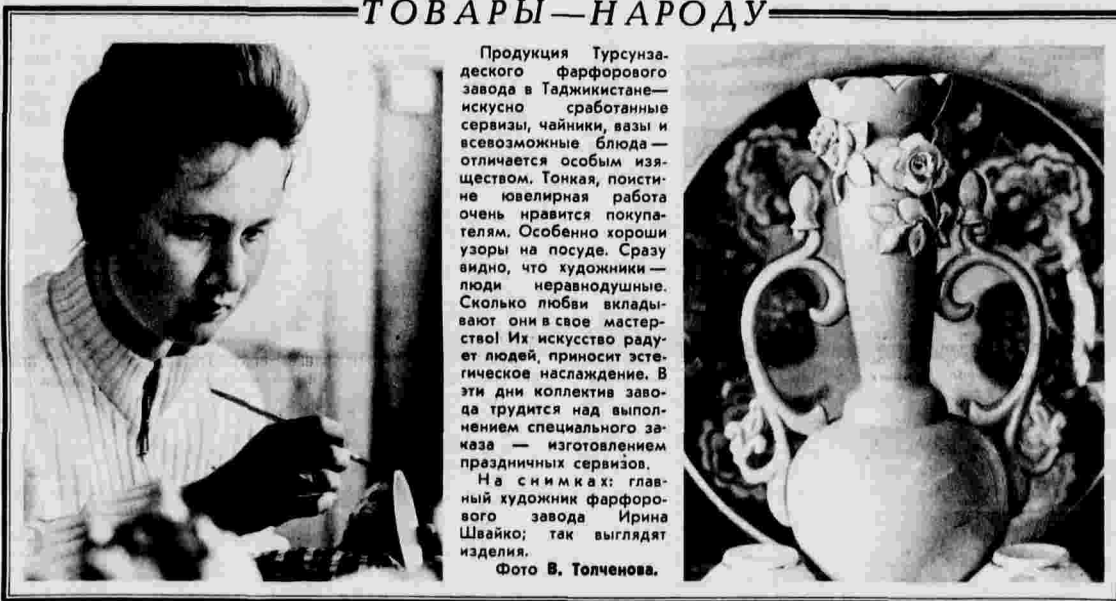 ТОВАРЫ—НАРОДУ
Продукция Турсунза-
деского фарфорового
завода в Таджикистане—
искусно сработанные
сервизы, чайники, вазы и
всевозможные блюда—
отличается особым изя-
ществом. Тонкая, поисти-
не ювелирная работа
очень нравится покупа-
телям. Особенно хороши
узоры на посуде. Сразу
видно, что художники—
люди неравнодушные.
Сколько любви вклады-
вают они в свое мастер-
ство! Их искусство раду-
ет людей, приносит эсте-
тическое наслаждение. В
эти дни коллектив заво-
да трудится над выпол-
нением специального за-
каза — изготовлением
праздничных сервизов.
На снимках: глав-
ный художник фарфоро-
вого завода Ирина
Швайко; так выглядят
изделия.
Фото В. Толченова.